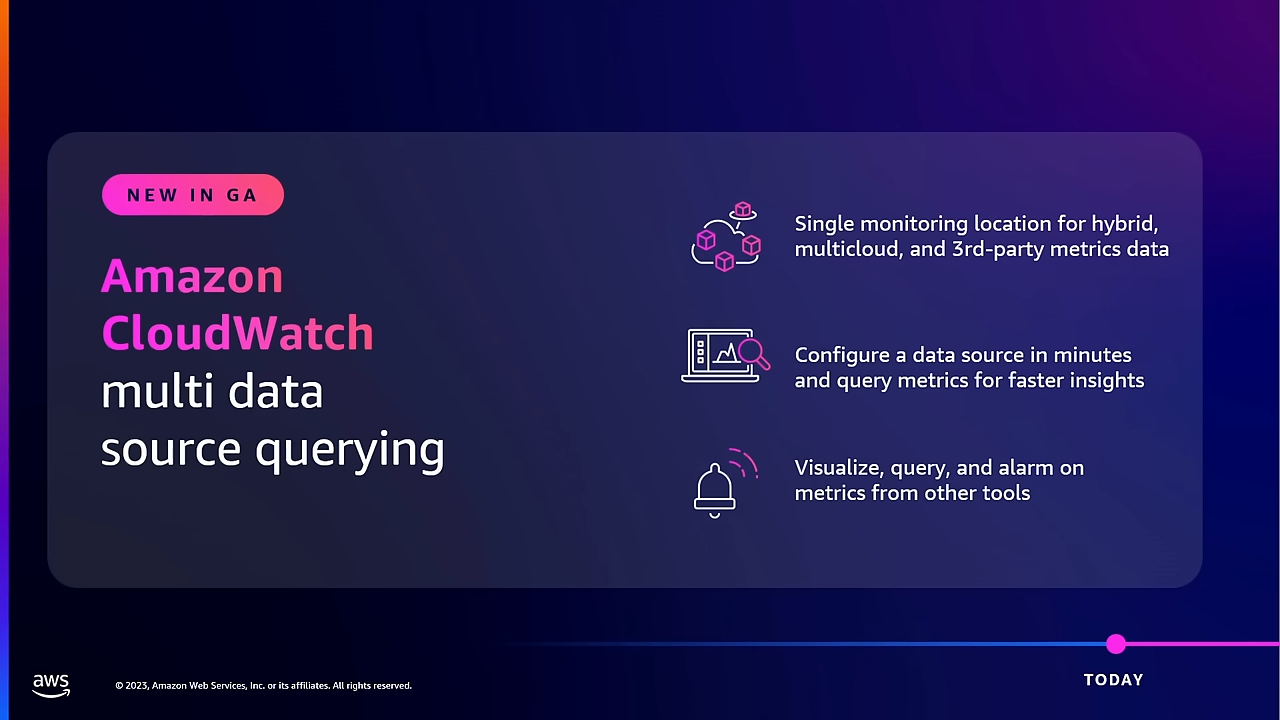 NEW IN GA
Amazon
CloudWatch
multi data
source querying
Single monitoring location for hybrid,
multicloud, and 3rd-party metrics data
Configure a data source in minutes
and query metrics for faster insights
Visualize, query, and alarm on
metrics from other tools
TODAY
aws
© 2023, Amazon Web Services, Inc. or its affiliates. All rights reserved.